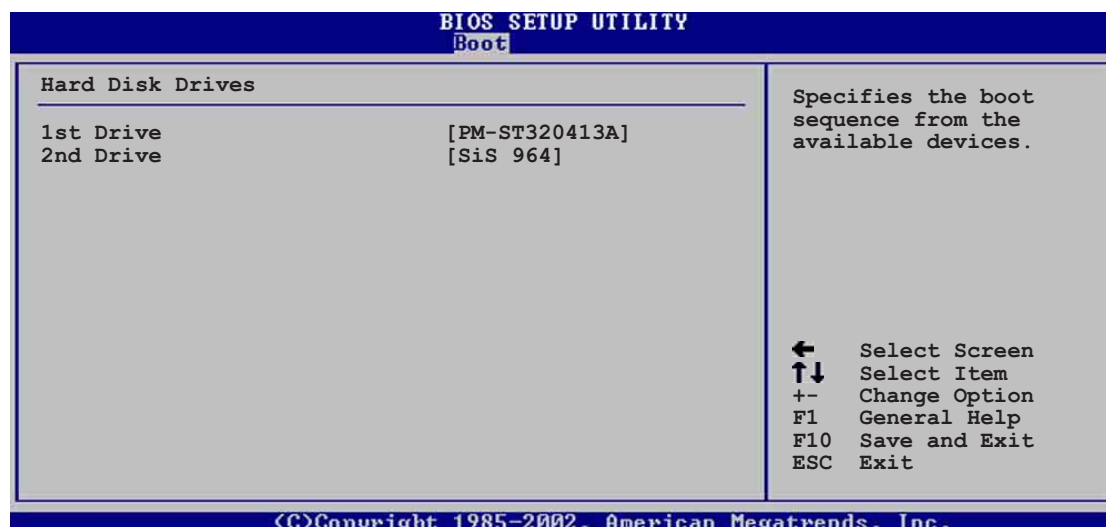 BIOS SETUP UTILITY
Boot
Hard Disk Drives
1st Drive [PM-ST320413A]
2nd Drive [SiS 964]
Specifies the boot
sequence from the
available devices.
← Select Screen
↑↓ Select Item
+- Change Option
F1 General Help
F10 Save and Exit
ESC Exit
(C)Copyright 1985-2002, American Megatrends, Inc.